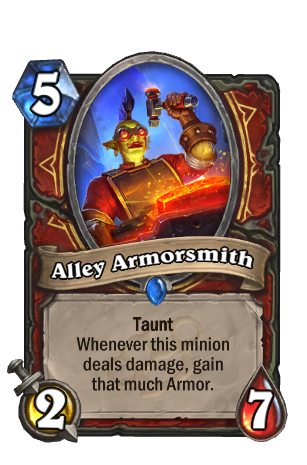 5
Alley Armorsmith
Taunt
Whenever this minion
deals damage, gain
that much Armor.
2
7